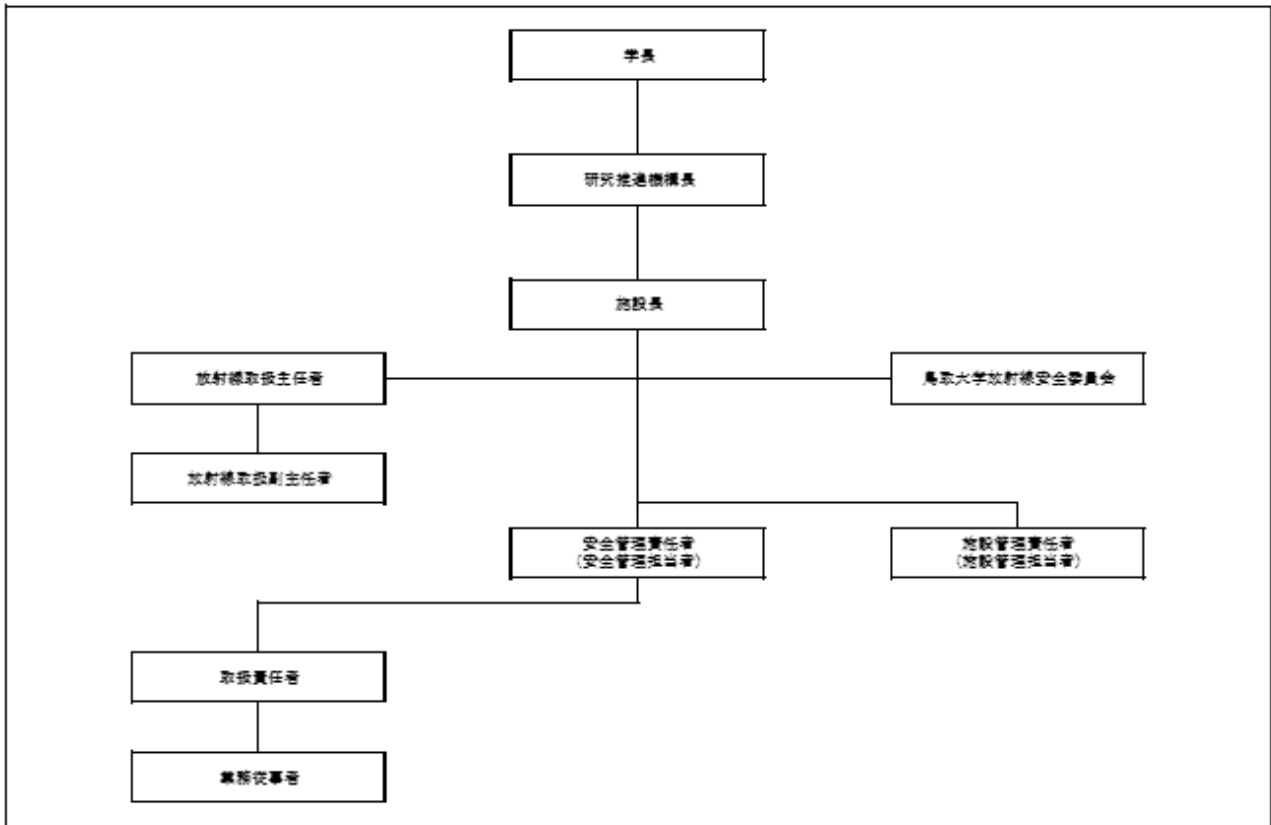 学長
研究推進機構長
施設長
放射線取扱主任者
鳥取大学放射線安全委員会
放射線取扱副主任者
安全管理責任者
(安全管理担当者)
施設管理責任者
(施設管理担当者)
取扱責任者
業務従事者